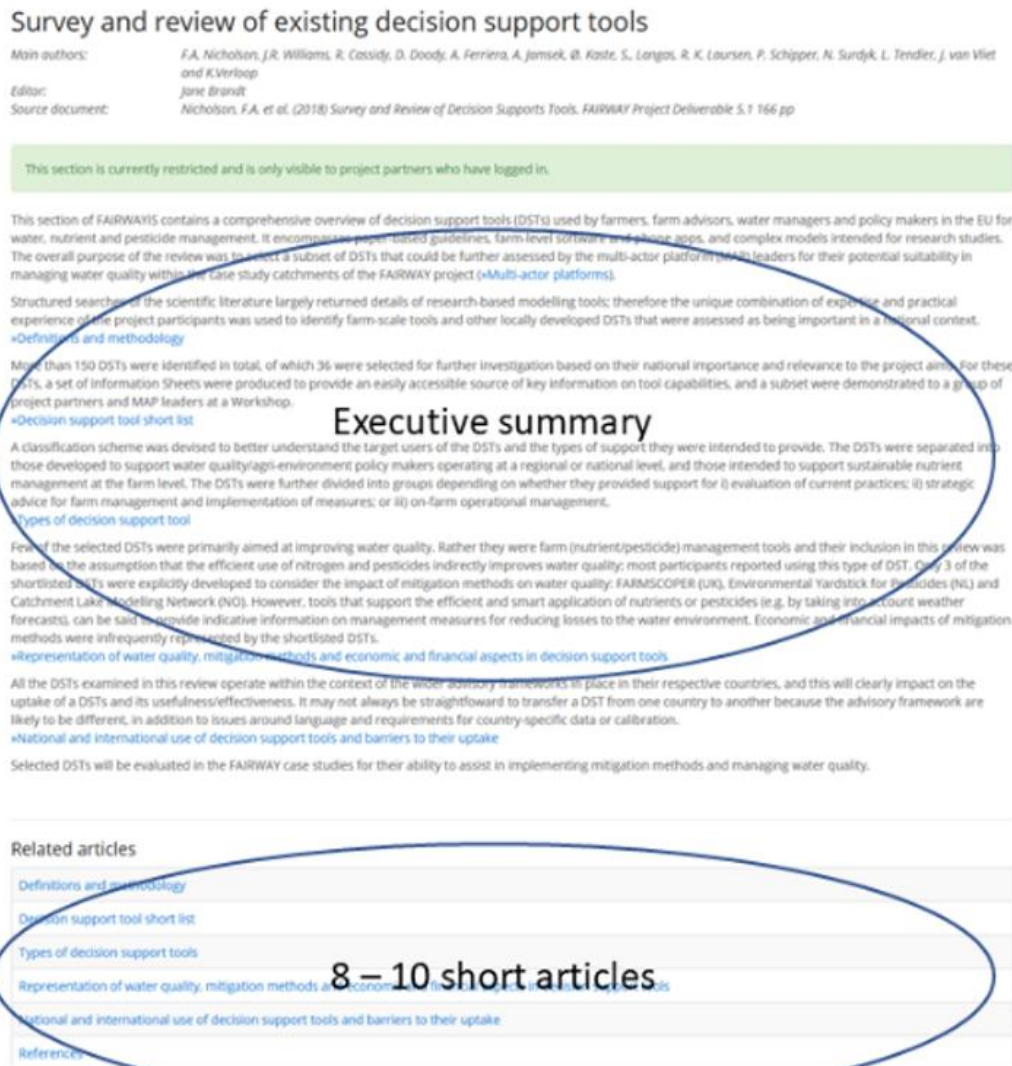 Survey and review of existing decision support tools
Main authors: F.A. Nicholson, J.R. Williams, R. Cassidy, D. Doody, A. Ferriera, A. Jamsek, Ø. Kaste, S. Langas, R. K. Laursen, P. Schipper, N. Surdyk, L. Tendler, J. van Vliet
and K.Verloop
Editor: Jane Brandt
Source document: Nicholson, F.A. et al. (2018) Survey and Review of Decision Supports Tools. FAIRWAY Project Deliverable 5.1 166 pp
This section is currently restricted and is only visible to project partners who have logged in.
This section of FAIRWAYiS contains a comprehensive overview of decision support tools (DSTs) used by farmers, farm advisors, water managers and policy makers in the EU for
water, nutrient and pesticide management. It encompasses paper-based guidelines, farm-level software and phone apps, and complex models intended for research studies.
The overall purpose of the review was to select a subset of DSTs that could be further assessed by the multi-actor platform (MAP) leaders for their potential suitability in
managing water quality within the case study catchments of the FAIRWAY project (»Multi-actor platforms).
Structured searches of the scientific literature largely returned details of research-based modelling tools; therefore the unique combination of expertise and practical
experience of the project participants was used to identify farm-scale tools and other locally developed DSTs that were assessed as being important in a national context.
»Definitions and methodology
More than 150 DSTs were identified in total, of which 36 were selected for further investigation based on their national importance and relevance to the project aims. For these
DSTs, a set of Information Sheets were produced to provide an easily accessible source of key information on tool capabilities, and a subset were demonstrated to a group of
project partners and MAP leaders at a Workshop.
»Decision support tool short list
Executive summary
A classification scheme was devised to better understand the target users of the DSTs and the types of support they were intended to provide. The DSTs were separated into
those developed to support water quality/agri-environment policy makers operating at a regional or national level, and those intended to support sustainable nutrient
management at the farm level. The DSTs were further divided into groups depending on whether they provided support for i) evaluation of current practices; ii) strategic
advice for farm management and implementation of measures; or iii) on-farm operational management.
»Types of decision support tool
Few of the selected DSTs were primarily aimed at improving water quality. Rather they were farm (nutrient/pesticide) management tools and their inclusion in this review was
based on the assumption that the efficient use of nitrogen and pesticides indirectly improves water quality; most participants reported using this type of DST. Only 3 of the
shortlisted DSTs were explicitly developed to consider the impact of mitigation methods on water quality: FARMSCOPER (UK), Environmental Yardstick for Pesticides (NL) and
Catchment Lake Modelling Network (NO). However, tools that support the efficient and smart application of nutrients or pesticides (e.g. by taking into account weather
forecasts), can be said to provide indicative information on management measures for reducing losses to the water environment. Economic and financial impacts of mitigation
methods were infrequently represented by the shortlisted DSTs.
»Representation of water quality, mitigation methods and economic and financial aspects in decision support tools
All the DSTs examined in this review operate within the context of the wider advisory frameworks in place in their respective countries, and this will clearly impact on the
uptake of a DSTs and its usefulness/effectiveness. It may not always be straightforward to transfer a DST from one country to another because the advisory framework are
likely to be different, in addition to issues around language and requirements for country-specific data or calibration.
»National and international use of decision support tools and barriers to their uptake
Selected DSTs will be evaluated in the FAIRWAY case studies for their ability to assist in implementing mitigation methods and managing water quality.
Related articles
Definitions and methodology
Decision support tool short list
Types of decision support tools
Representation of water quality, mitigation methods and economic and financial aspects in decision support tools
8 – 10 short articles
National and international use of decision support tools and barriers to their uptake
References